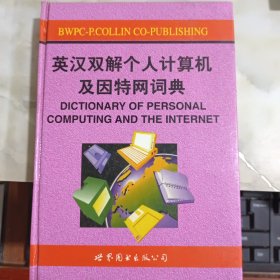 BWPC-P.COLLIN CO-PUBLISHING
英汉双解个人计算机
及因特网词典
DICTIONARY OF PERSONAL
COMPUTING AND THE INTERNET
世界图书出版公司